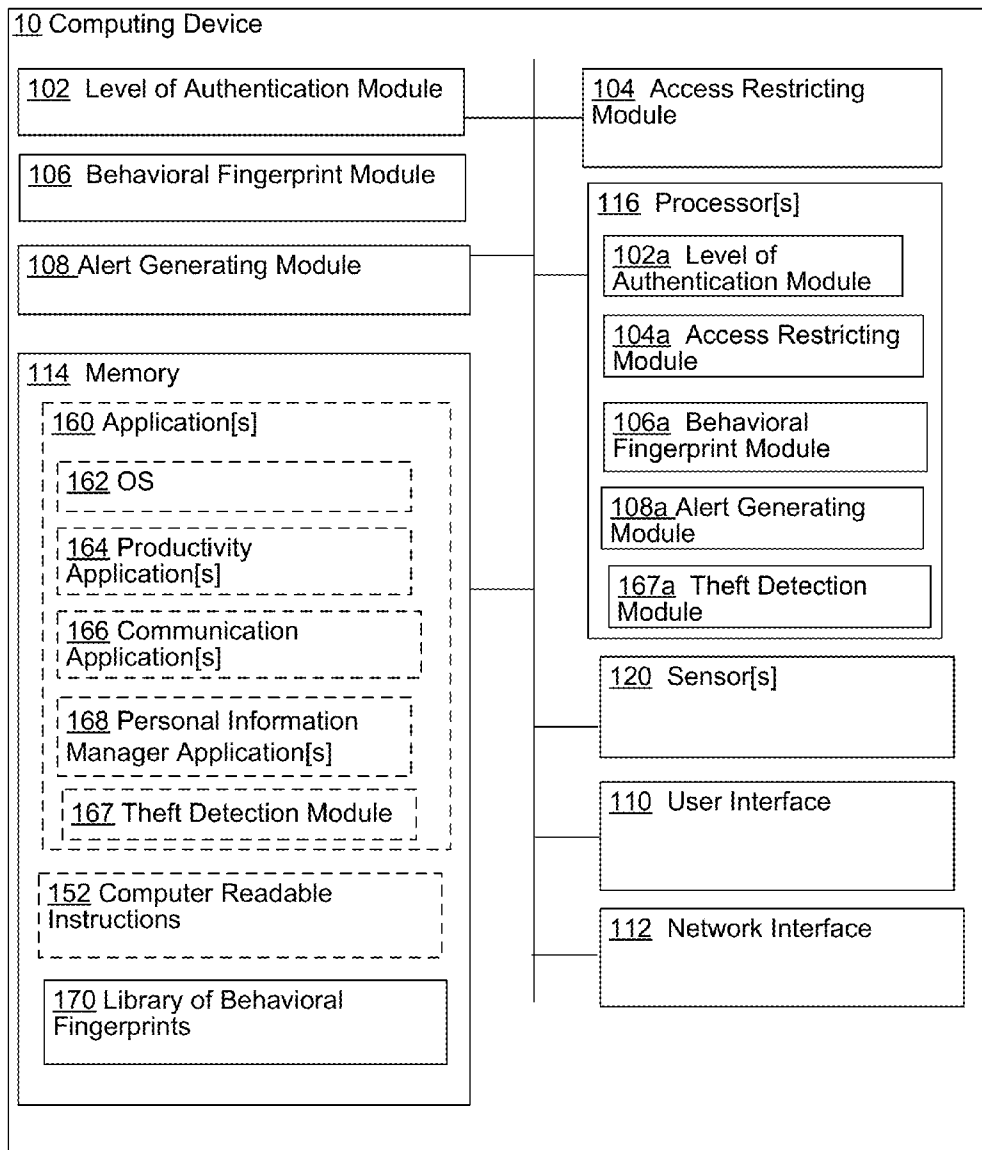 10 Computing Device
102 Level of Authentication Module
106 Behavioral Fingerprint Module
108 Alert Generating Module
114 Memory
160 Application[s]
162 OS
164 Productivity
Application[s]
166 Communication
Application[s]
168 Personal Information
Manager Application[s]
167 Theft Detection Module
152 Computer Readable
Instructions
170 Library of Behavioral
Fingerprints
104 Access Restricting
Module
116 Processor[s]
102a Level of
Authentication Module
104a Access Restricting
Module
106a Behavioral
Fingerprint Module
108a Alert Generating
Module
167a Theft Detection
Module
120 Sensor[s]
110 User Interface
112 Network Interface